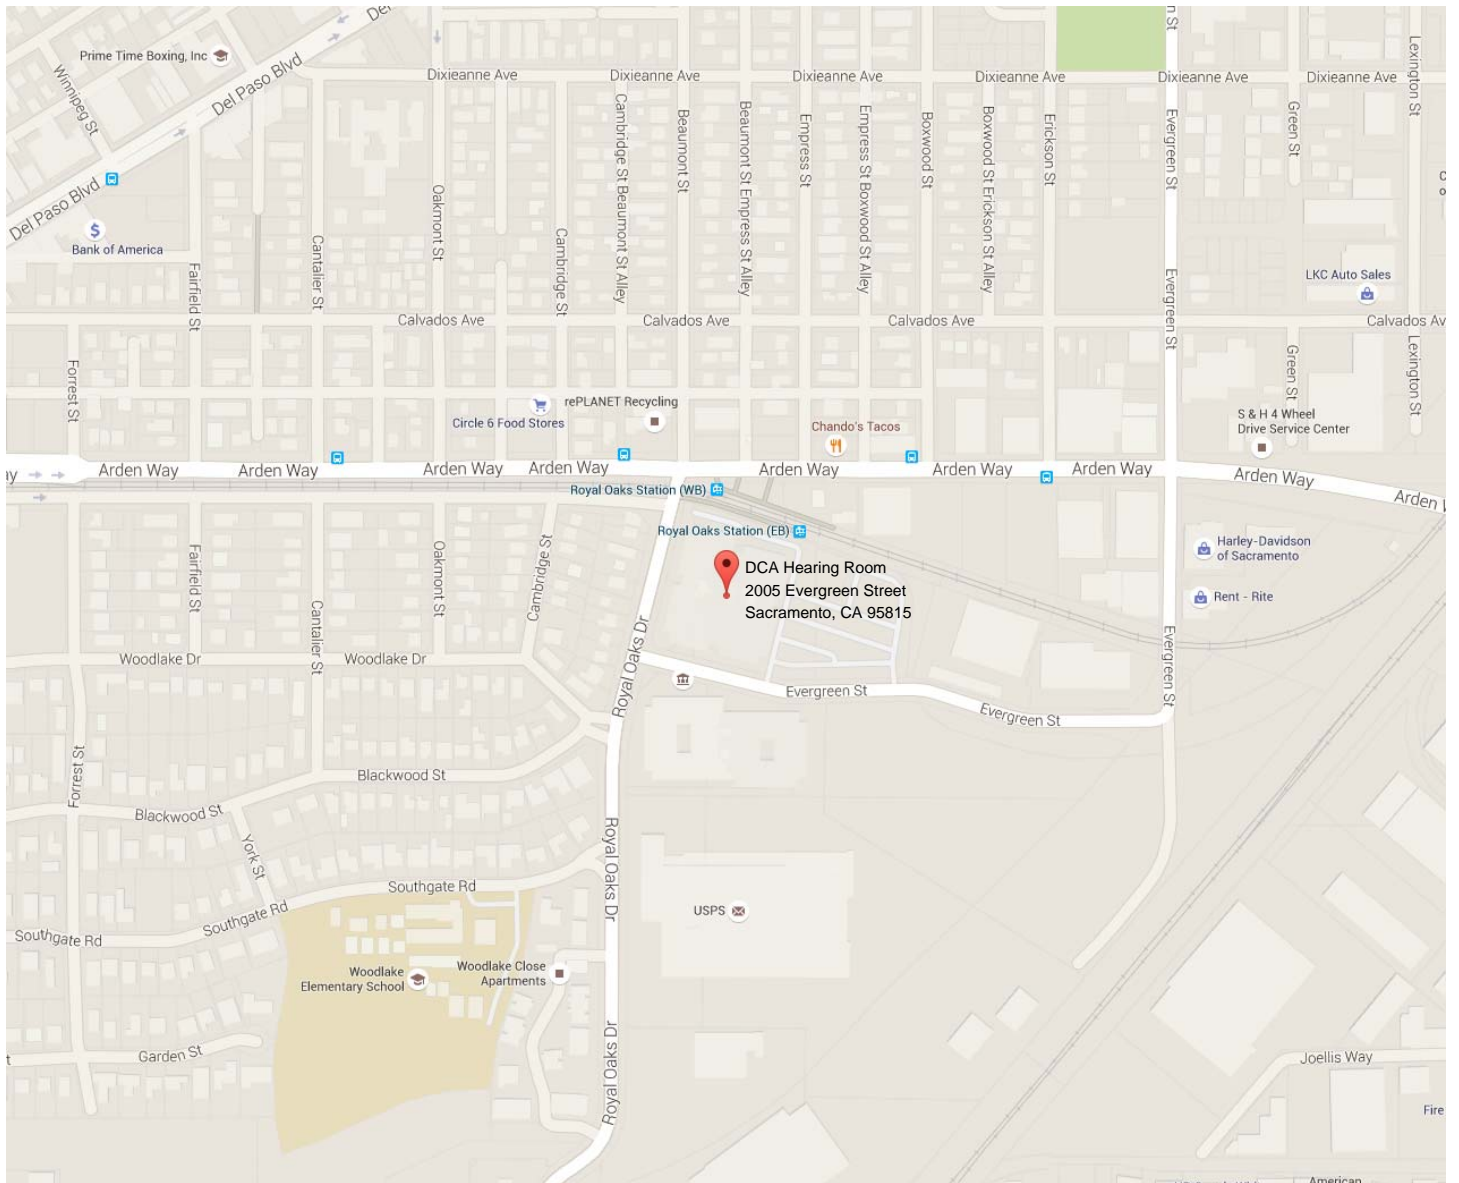 Del
n St
Prime Time Boxing, Inc
Winnipeg St
Del Paso Blvd
Dixieanne Ave
Dixieanne Ave
Dixieanne Ave
Dixieanne Ave
Dixieanne Ave
Dixieanne Ave
Lexington St
Cambridge St Beaumont St Alley
Beaumont St
Beaumont St Empress St Alley
Empress St
Empress St Boxwood St Alley
Boxwood St
Boxwood St Erickson St Alley
Erickson St
Evergreen St
Green St
Del Paso Blvd
Bank of America
Fairfield St
Cantalier St
Oakmont St
Cambridge St
Evergreen St
LKC Auto Sales
Calvados Ave
Calvados Ave
Calvados Ave
Calvados Av
Forrest St
Green St
Lexington St
Circle 6 Food Stores
rePLANET Recycling
Chando's Tacos
S & H 4 Wheel
Drive Service Center
ay
Arden Way
Arden Way
Arden Way
Arden Way
Arden Way
Arden Way
Arden Way
Arden Way
Arden W
Royal Oaks Station (WB)
Royal Oaks Station (EB)
Fairfield St
Cantalier St
Oakmont St
Cambridge St
DCA Hearing Room
2005 Evergreen Street
Sacramento, CA 95815
Harley-Davidson
of Sacramento
Rent - Rite
Woodlake Dr
Woodlake Dr
Royal Oaks Dr
Evergreen St
Evergreen St
Evergreen St
Forrest St
Blackwood St
Blackwood St
York St
Royal Oaks Dr
Southgate Rd
Southgate Rd
Southgate Rd
USPS
Woodlake
Elementary School
Woodlake Close
Apartments
Royal Oaks Dr
t
Garden St
Joellis Way
Fire
American